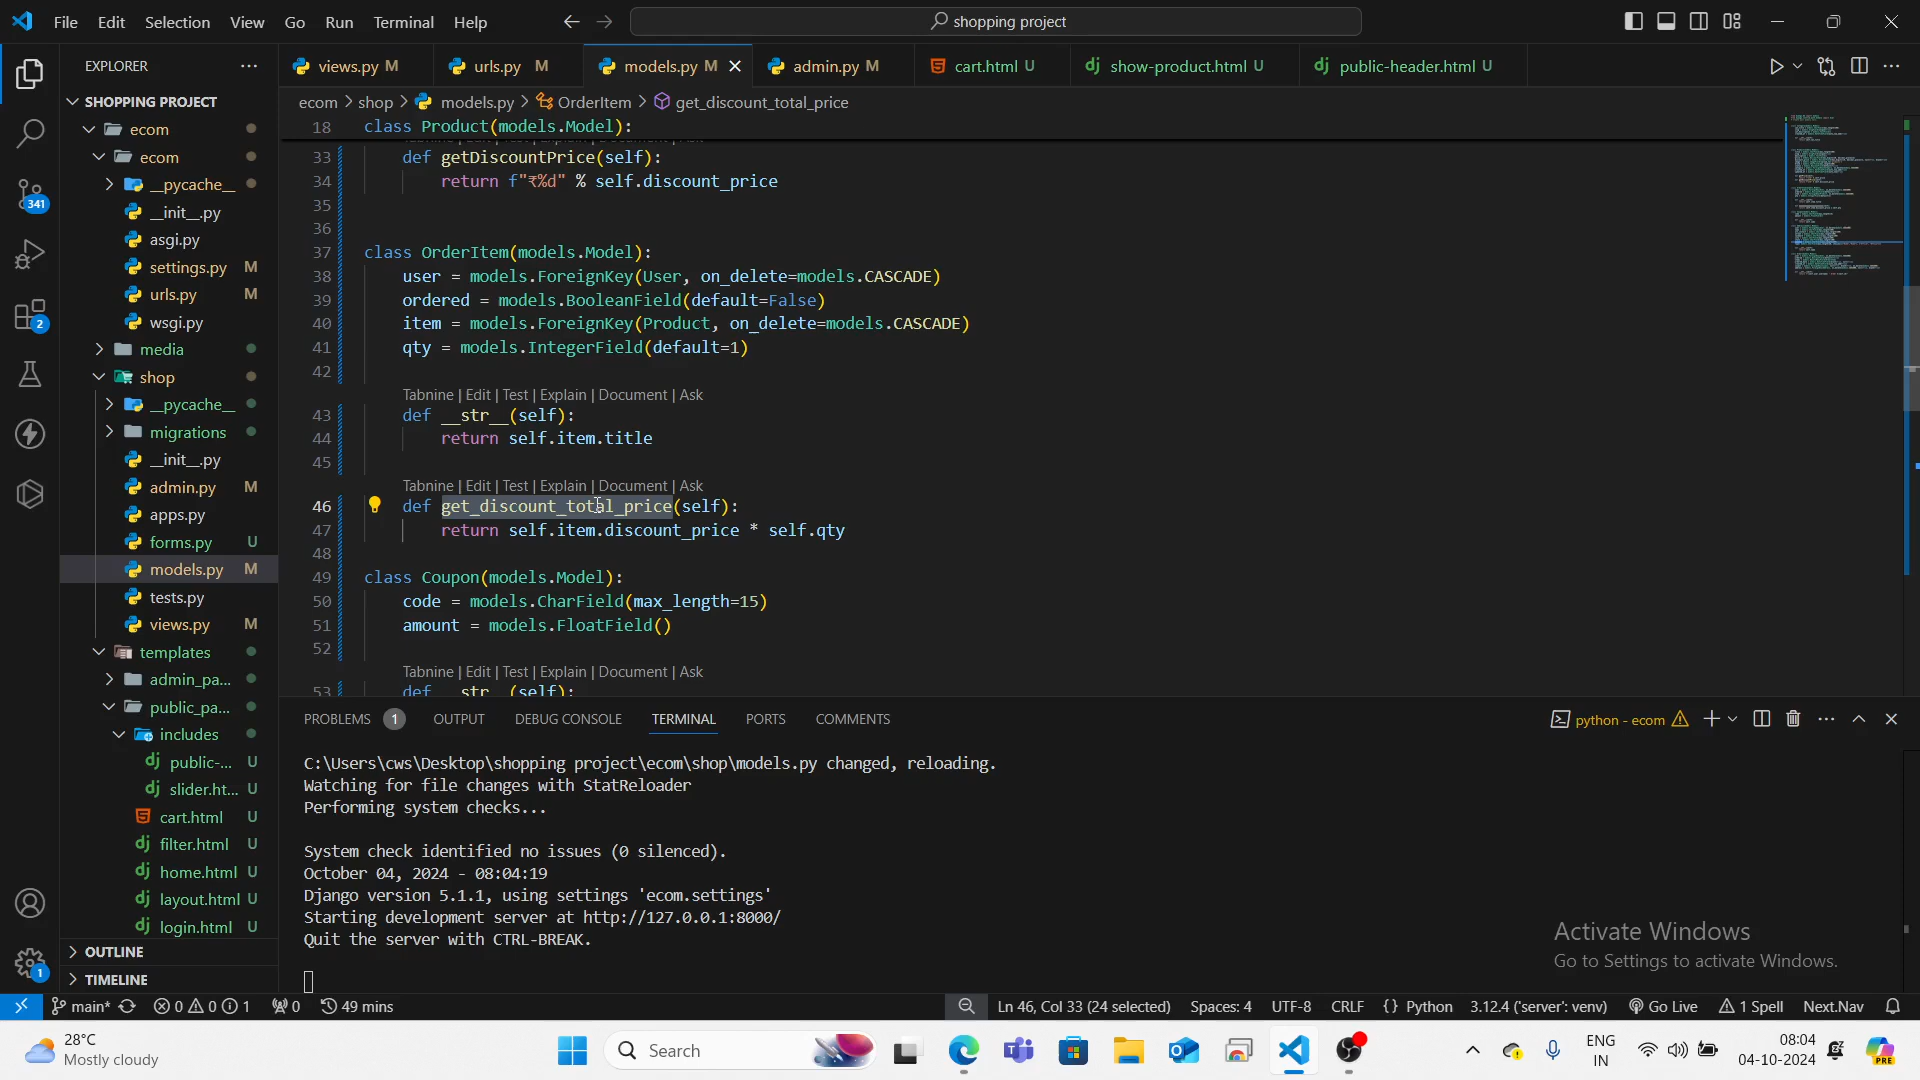 File Edit Selection View Go Run Terminal Help
shopping project
EXPLORER
views.py M
urls.py M
models.py M
admin.py M
cart.html U
show-product.html U
public-header.html U
SHOPPING PROJECT
ecom
ecom
__pycache__
__init__.py
asgi.py
settings.py M
urls.py M
wsgi.py
media
shop
__pycache__
migrations
__init__.py
admin.py M
apps.py
forms.py U
models.py M
tests.py
views.py M
templates
admin_pa...
public_pa...
includes
public-... U
slider.ht... U
cart.html U
filter.html U
home.html U
layout.html U
login.html U
OUTLINE
TIMELINE
341
2
1
ecom > shop > models.py > OrderItem > get_discount_total_price
18 class Product(models.Model):
33 def getDiscountPrice(self):
34 return f"₹%d" % self.discount_price
35
36
37 class OrderItem(models.Model):
38 user = models.ForeignKey(User, on_delete=models.CASCADE)
39 ordered = models.BooleanField(default=False)
40 item = models.ForeignKey(Product, on_delete=models.CASCADE)
41 qty = models.IntegerField(default=1)
42
Tabnine | Edit | Test | Explain | Document | Ask
43 def __str__(self):
44 return self.item.title
45
Tabnine | Edit | Test | Explain | Document | Ask
46 def get_discount_total_price(self):
47 return self.item.discount_price * self.qty
48
49 class Coupon(models.Model):
50 code = models.CharField(max_length=15)
51 amount = models.FloatField()
52
Tabnine | Edit | Test | Explain | Document | Ask
53 def __str__(self):
PROBLEMS 1 OUTPUT DEBUG CONSOLE TERMINAL PORTS COMMENTS
python - ecom
C:\Users\cws\Desktop\shopping project\ecom\shop\models.py changed, reloading.
Watching for file changes with StatReloader
Performing system checks...
System check identified no issues (0 silenced).
October 04, 2024 - 08:04:19
Django version 5.1.1, using settings 'ecom.settings'
Starting development server at http://127.0.0.1:8000/
Quit the server with CTRL-BREAK.
Activate Windows
Go to Settings to activate Windows.
main* 0 0 1 0 49 mins
Ln 46, Col 33 (24 selected) Spaces: 4 UTF-8 CRLF {} Python 3.12.4 ('server': venv) Go Live 1 Spell Next.Nav
28°C
Mostly cloudy
Search
ENG
IN
08:04
04-10-2024
PRE